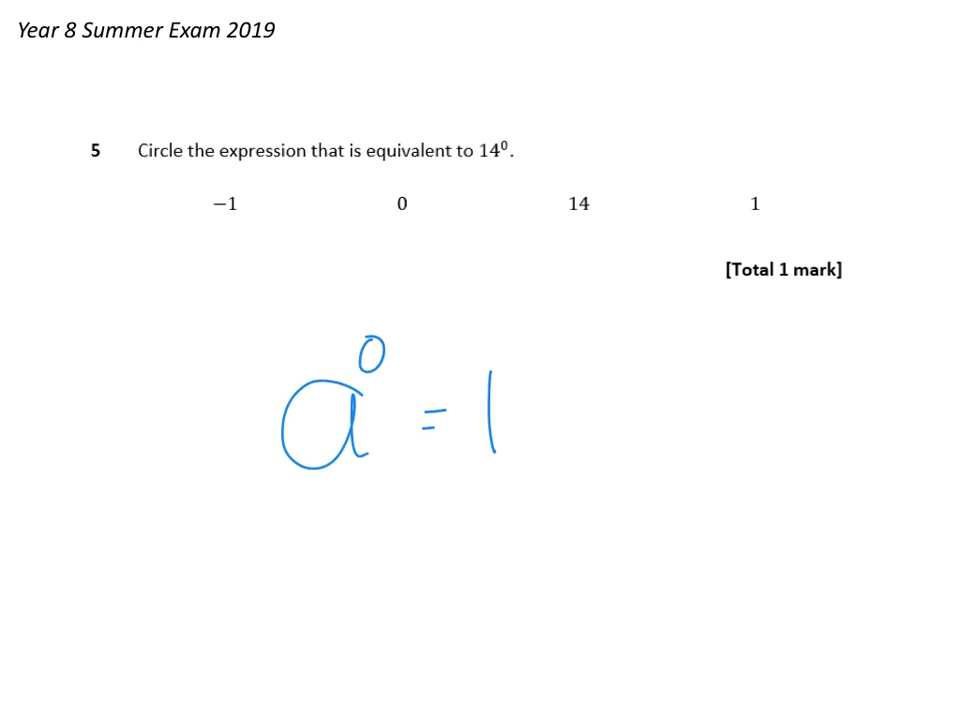 Year 8 Summer Exam 2019
5 Circle the expression that is equivalent to 14⁰.
−1 0 14 1
[Total 1 mark]
a⁰ = 1